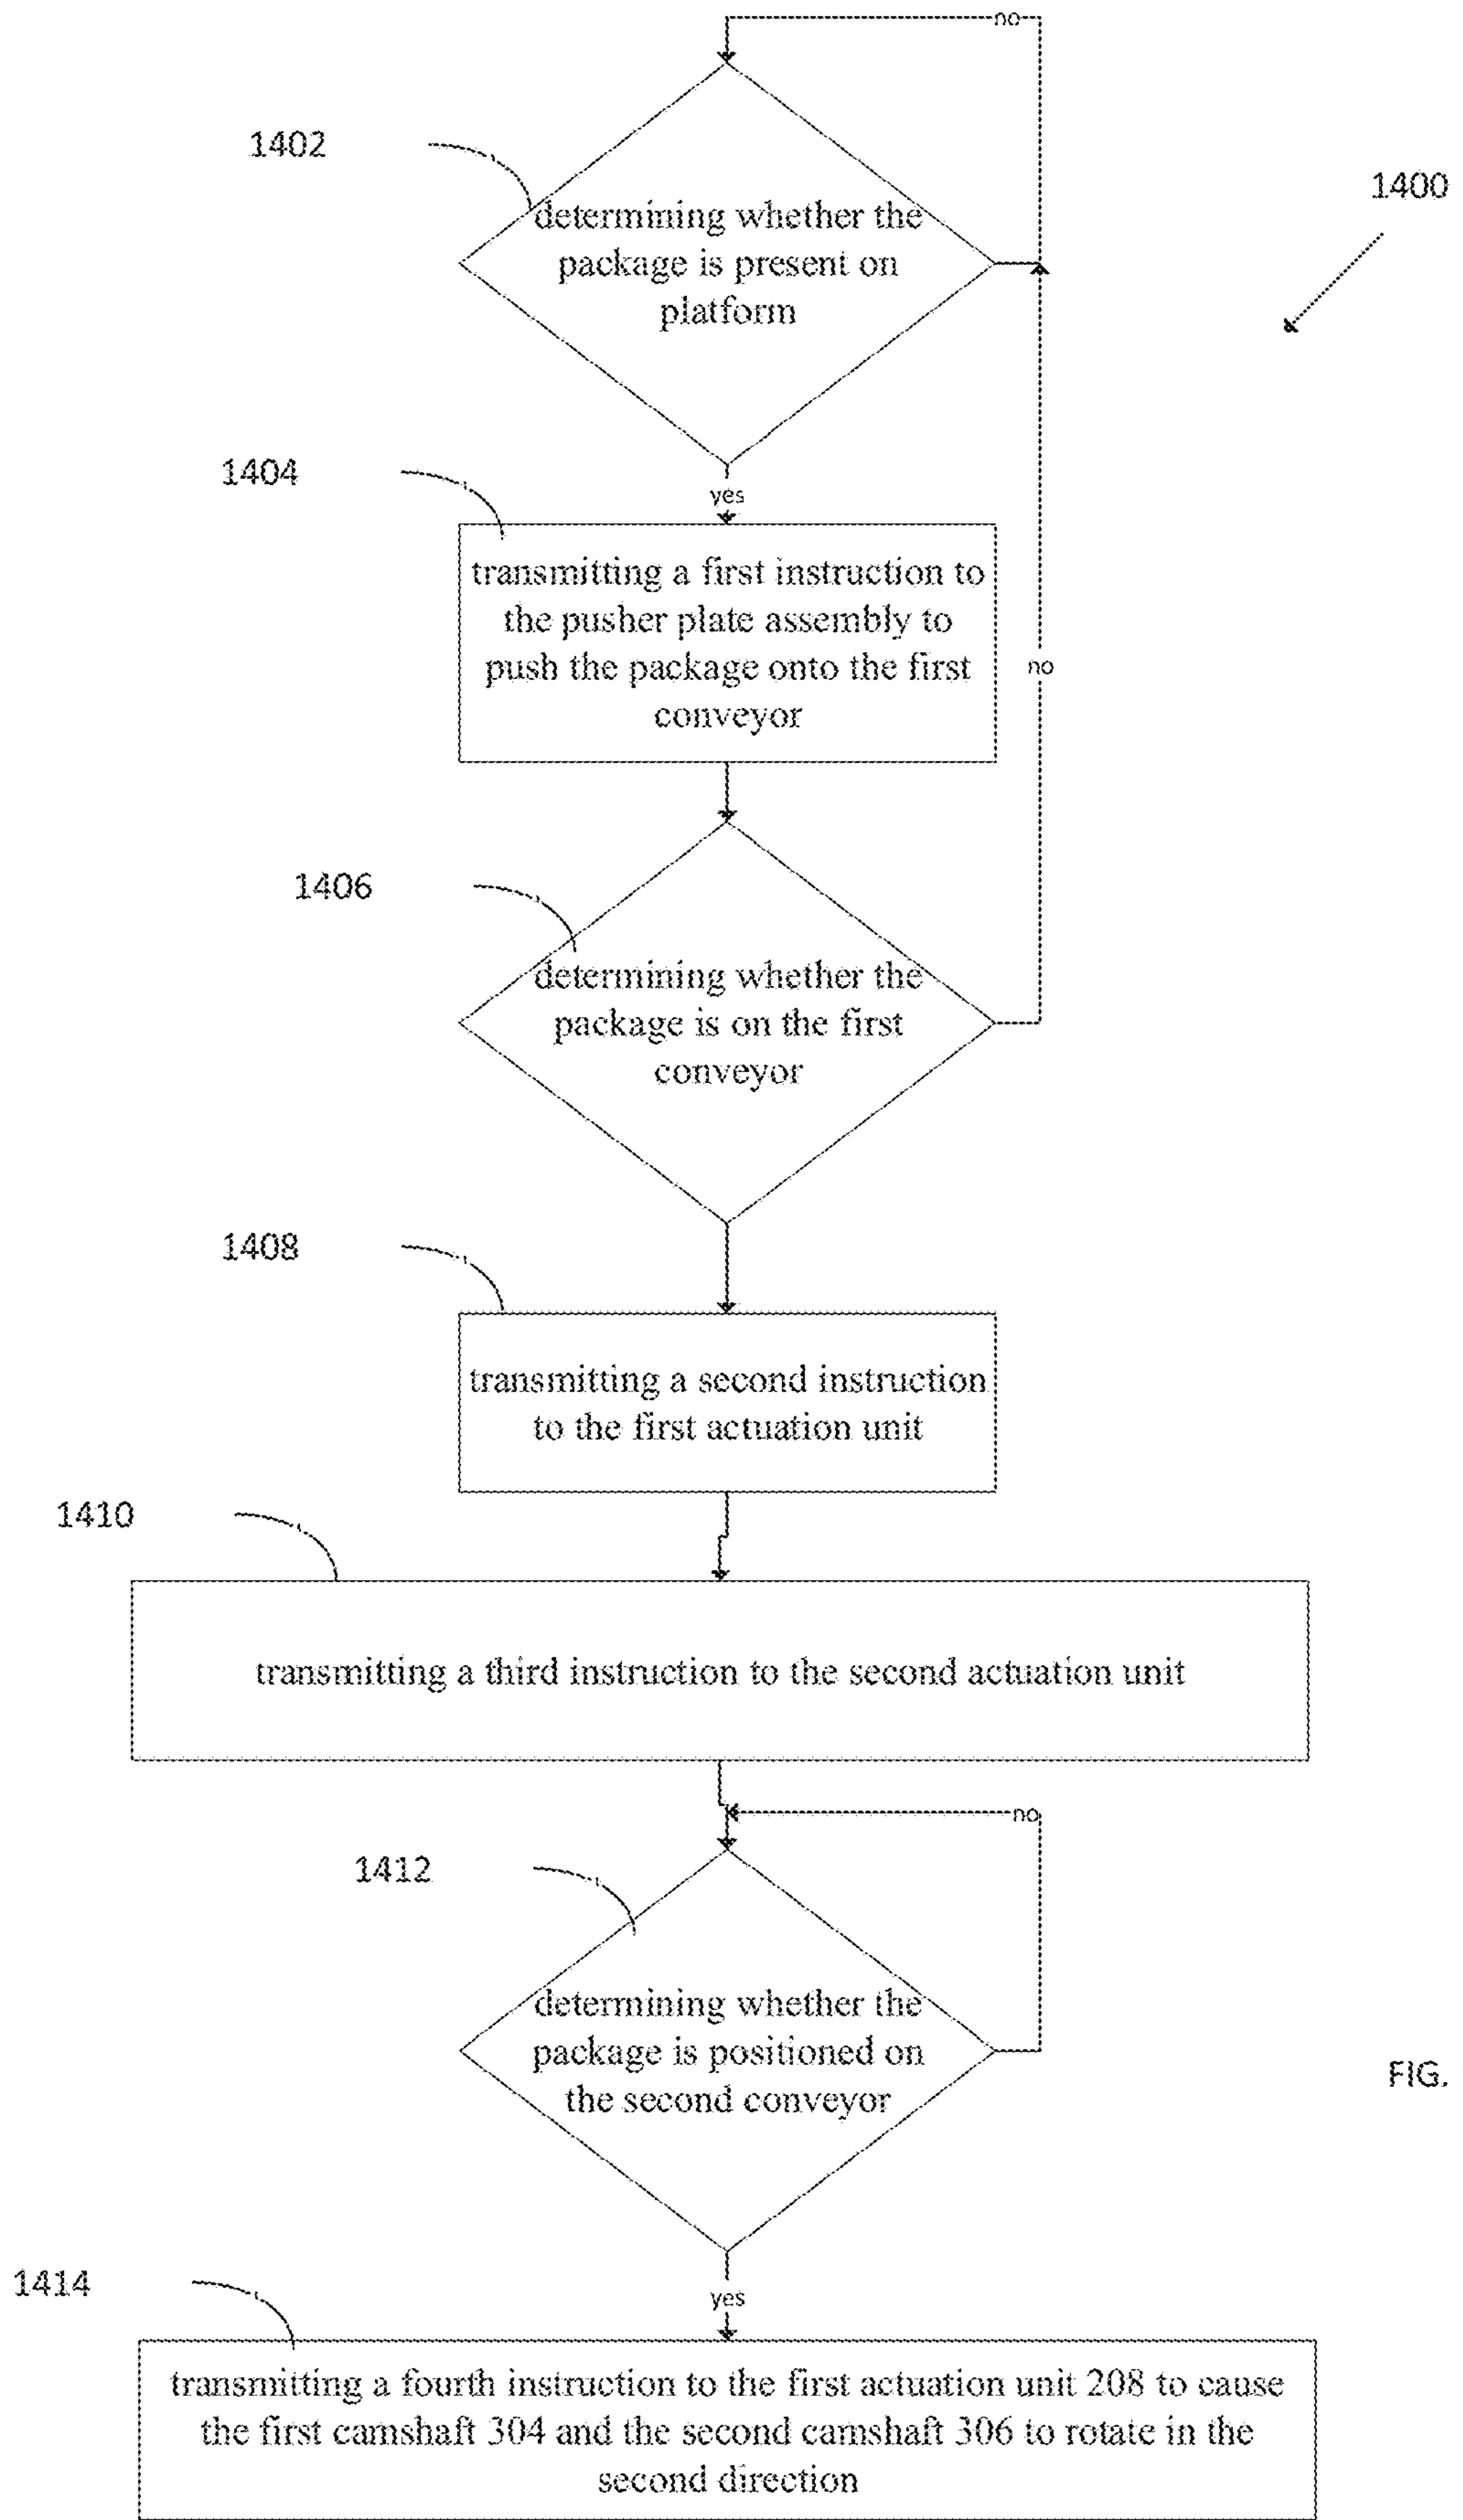 no
1402
1400
determining whether the
package is present on
platform
1404
yes
transmitting a first instruction to
the pusher plate assembly to
push the package onto the first
conveyor
no
1406
determining whether the
package is on the first
conveyor
1408
transmitting a second instruction
to the first actuation unit
1410
transmitting a third instruction to the second actuation unit
no
1412
determining whether the
package is positioned on
the second conveyor
FIG.
1414
yes
transmitting a fourth instruction to the first actuation unit 208 to cause
the first camshaft 304 and the second camshaft 306 to rotate in the
second direction